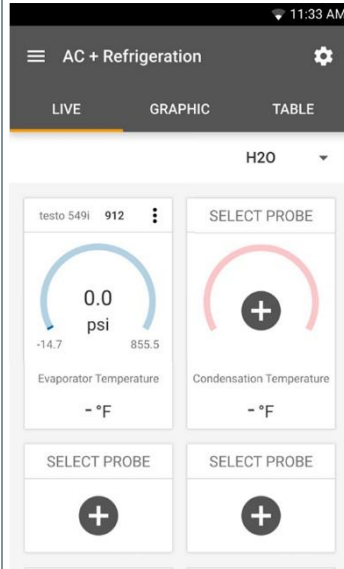 11:33 AM
AC + Refrigeration
LIVE GRAPHIC TABLE
H2O
testo 549i 912
SELECT PROBE
0.0
psi
-14.7 855.5
Evaporator Temperature
Condensation Temperature
- °F
- °F
SELECT PROBE
SELECT PROBE